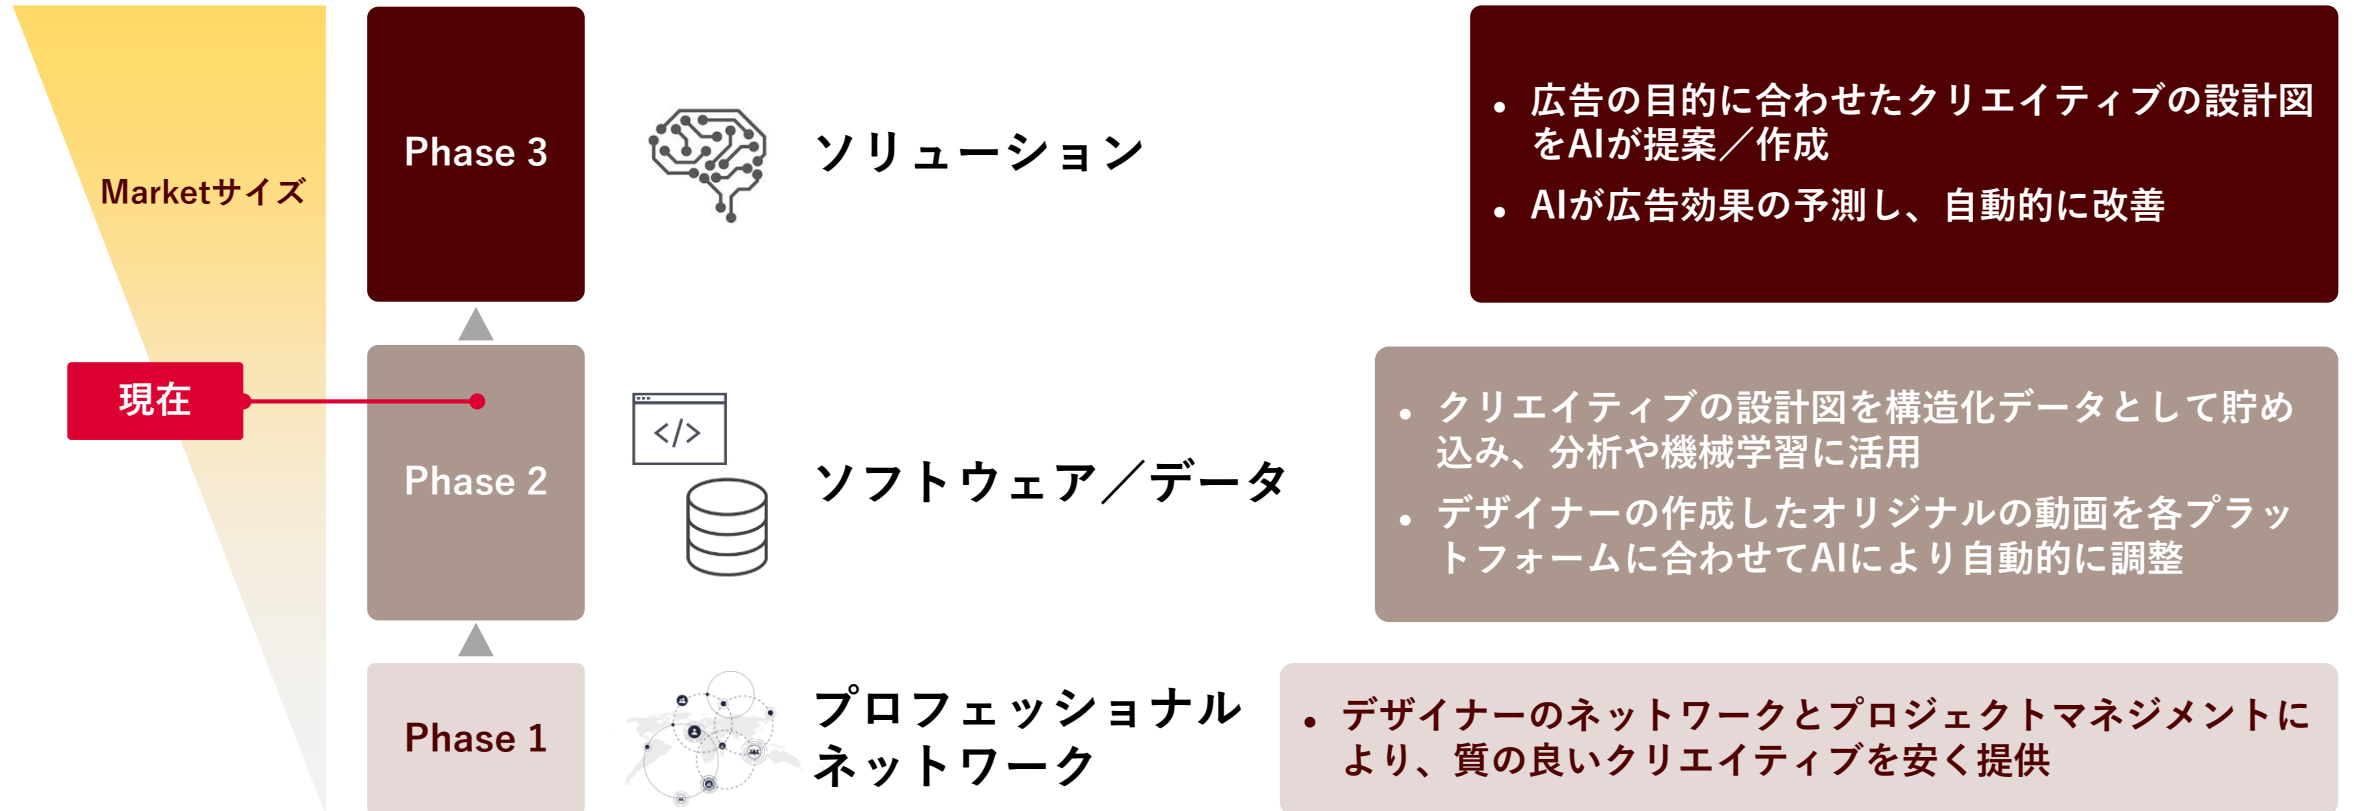 Marketサイズ
現在
Phase 3
ソリューション
• 広告の目的に合わせたクリエイティブの設計図
をAIが提案／作成
• AIが広告効果の予測し、自動的に改善
Phase 2
</>
ソフトウェア／データ
• クリエイティブの設計図を構造化データとして貯め
込み、分析や機械学習に活用
• デザイナーの作成したオリジナルの動画を各プラッ
トフォームに合わせてAIにより自動的に調整
Phase 1
プロフェッショナル
ネットワーク
• デザイナーのネットワークとプロジェクトマネジメントに
より、質の良いクリエイティブを安く提供